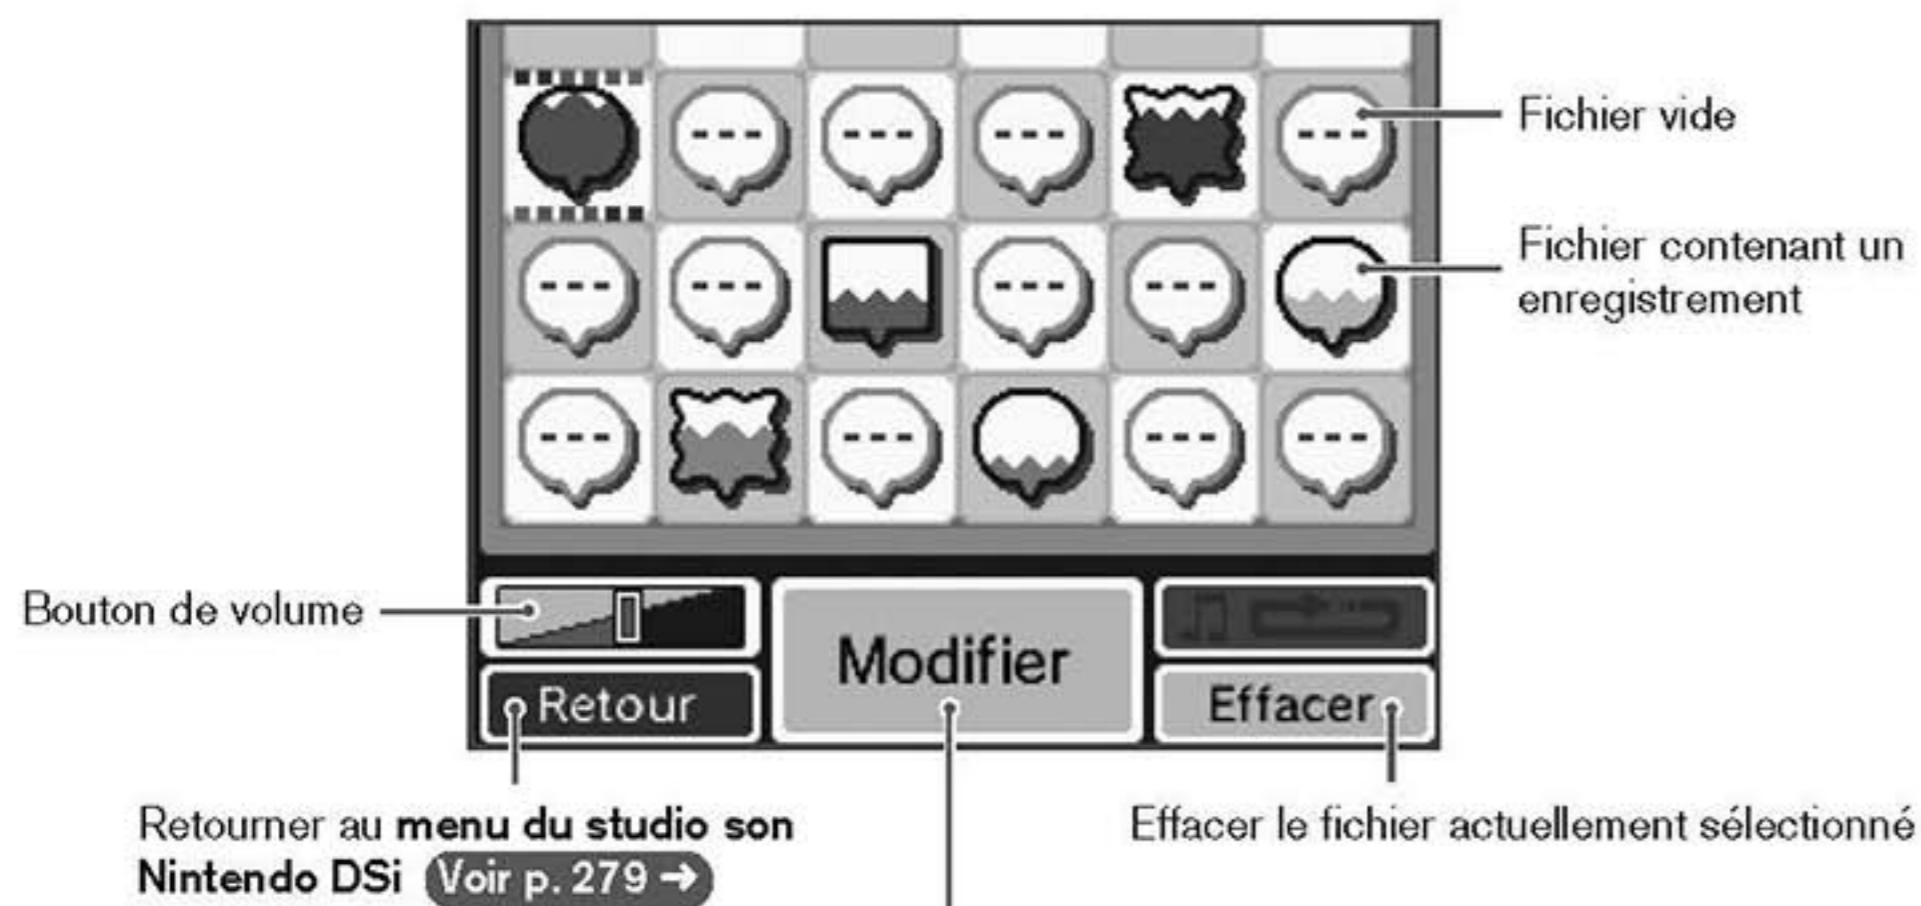 ---
---
---
---
Fichier vide
---
---
---
---
Fichier contenant un
enregistrement
---
---
---
---
Bouton de volume
Modifier
Retour
Effacer
Retourner au menu du studio son
Nintendo DSi Voir p. 279 →
Effacer le fichier actuellement sélectionné